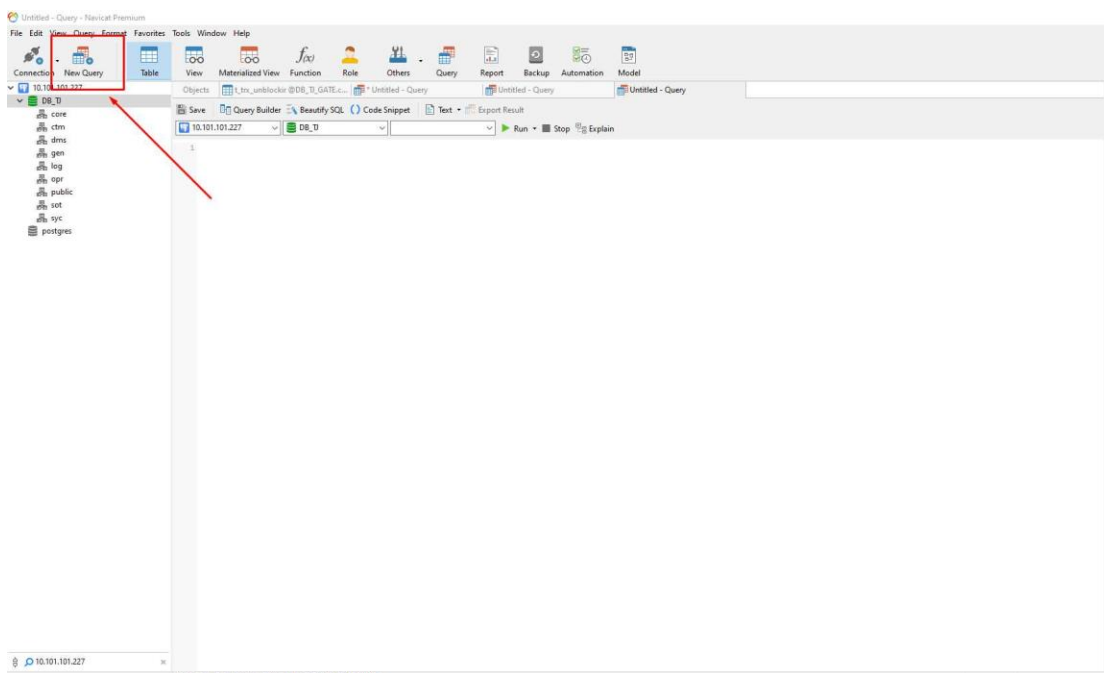 Untitled - Query - Navicat Premium
File Edit View Query Format Favorites Tools Window Help
Connection New Query Table View Materialized View Function Role Others Query Report Backup Automation Model
f(x)
10.101.101.227
DB_TJ
core
ctm
dms
gen
log
opr
public
sot
syc
postgres
Objects @DB_TJ_GATE.c... * Untitled - Query Untitled - Query Untitled - Query
Save Query Builder Beautify SQL () Code Snippet Text Export Result
10.101.101.227 DB_TJ Run Stop Explain
1
10.101.101.227